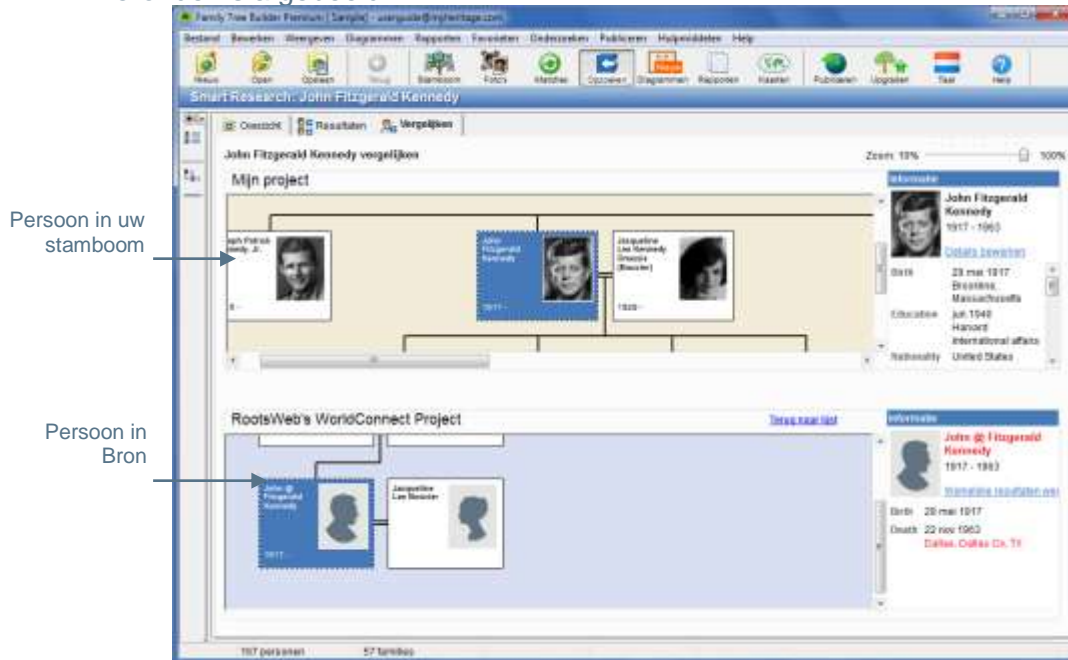 Family Tree Builder Premium [Sample] - userguide@myheritage.com
Bestand Bewerken Weergeven Diagrammen Rapporten Favorieten Onderzoeken Publiceren Hulpmiddelen Help
Nieuw Open Opslaan Terug Stamboom Foto's Matches Opzoeken Diagrammen Rapporten Kaarten Publiceren Upgraden Taal Help
Smart Research: John Fitzgerald Kennedy
Overzicht Resultaten Vergelijken
John Fitzgerald Kennedy vergelijken
Zoom: 10% 100%
Mijn project
Informatie
Persoon in uw
stamboom
Patrick
Jr.
John
Fitzgerald
Kennedy
1917 -
Jacqueline
Lee Kennedy
Onassis
(Bouvier)
1929 -
John Fitzgerald
Kennedy
1917 - 1963
Details bewerken
Birth 29 mei 1917
Brookline,
Massachusetts
Education jun 1940
Harvard
International affairs
Nationality United States
RootsWeb's WorldConnect Project
Terug naar lijst
Informatie
Persoon in
Bron
John @
Fitzgerald
Kennedy
1917 -
Jacqueline
Lee Bouvier
John @ Fitzgerald
Kennedy
1917 - 1963
Birth 29 mei 1917
Death 22 nov 1963
Dallas, Dallas Co, TX
personen 57 families